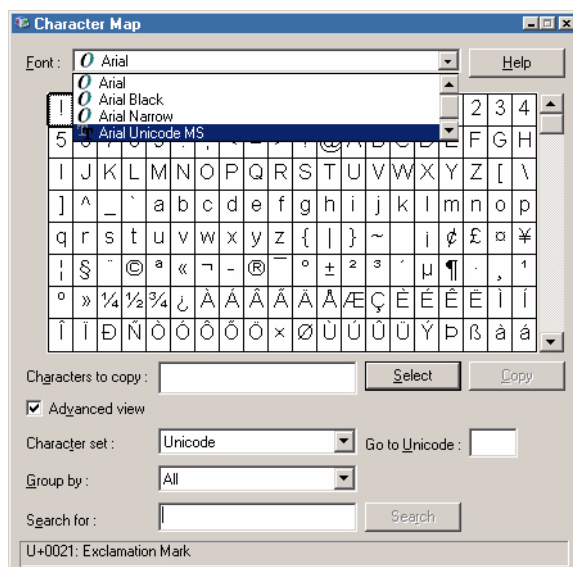 Character Map
Font : Arial Help
Arial
Arial Black
Arial Narrow
Arial Unicode MS
! 2 3 4
5 F G H
I J K L M N O P Q R S T U V W X Y Z [ \
] ^ _ ` a b c d e f g h i j k l m n o p
q r s t u v w x y z { | } ~ ¡ ¢ £ ¤ ¥
¦ § ¨ © ª « ¬ - ® ¯ ° ± ² ³ ´ µ ¶ · ¸ ¹
º » ¼ ½ ¾ ¿ À Á Â Ã Ä Å Æ Ç È É Ê Ë Ì Í
Î Ï Ð Ñ Ò Ó Ô Õ Ö × Ø Ù Ú Û Ü Ý Þ ß à á
Characters to copy : Select Copy
Advanced view
Character set : Unicode Go to Unicode :
Group by : All
Search for : Search
U+0021: Exclamation Mark